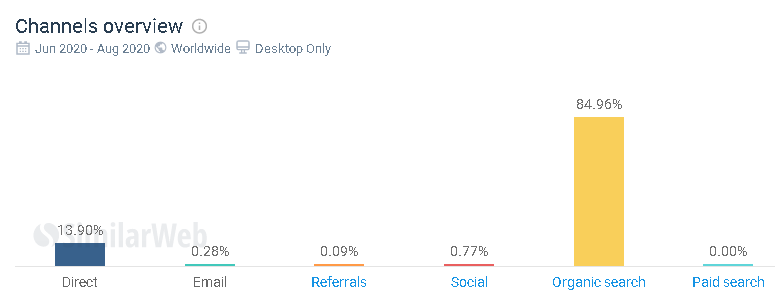 Channels overview
Jun 2020 - Aug 2020 Worldwide Desktop Only
84.96%
13.90%
SimilarWeb
0.28%
0.09%
0.77%
0.00%
Direct
Email
Referrals
Social
Organic search
Paid search